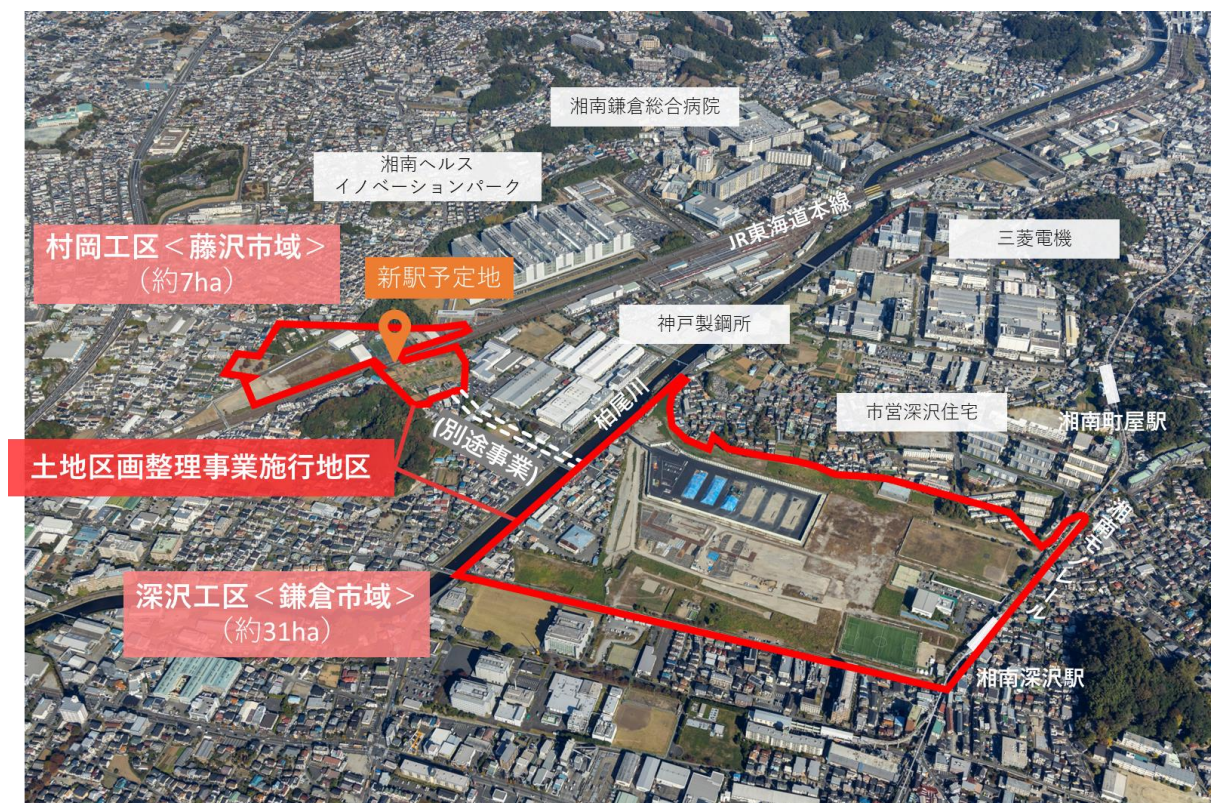 湘南鎌倉総合病院
湘南ヘルス
イノベーションパーク
村岡工区＜藤沢市域＞
（約7ha）
新駅予定地
JR東海道本線
三菱電機
神戸製鋼所
柏尾川
市営深沢住宅
湘南町屋駅
(別途事業)
土地区画整理事業施行地区
湘南モノレール
深沢工区＜鎌倉市域＞
（約31ha）
湘南深沢駅